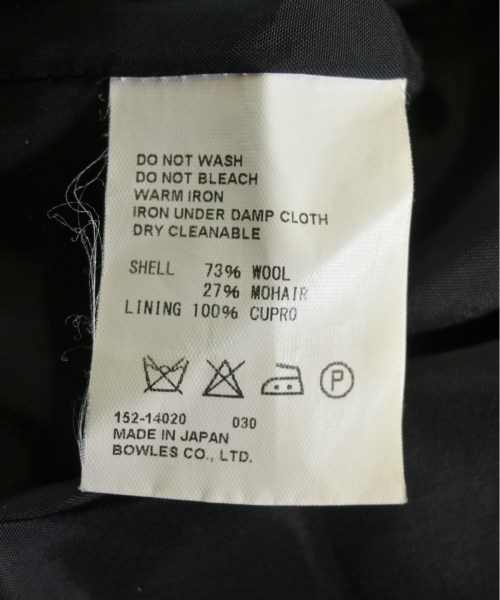 DO NOT WASH
DO NOT BLEACH
WARM IRON
IRON UNDER DAMP CLOTH
DRY CLEANABLE
SHELL 73% WOOL
27% MOHAIR
LINING 100% CUPRO
P
152-14020 030
MADE IN JAPAN
BOWLES CO., LTD.